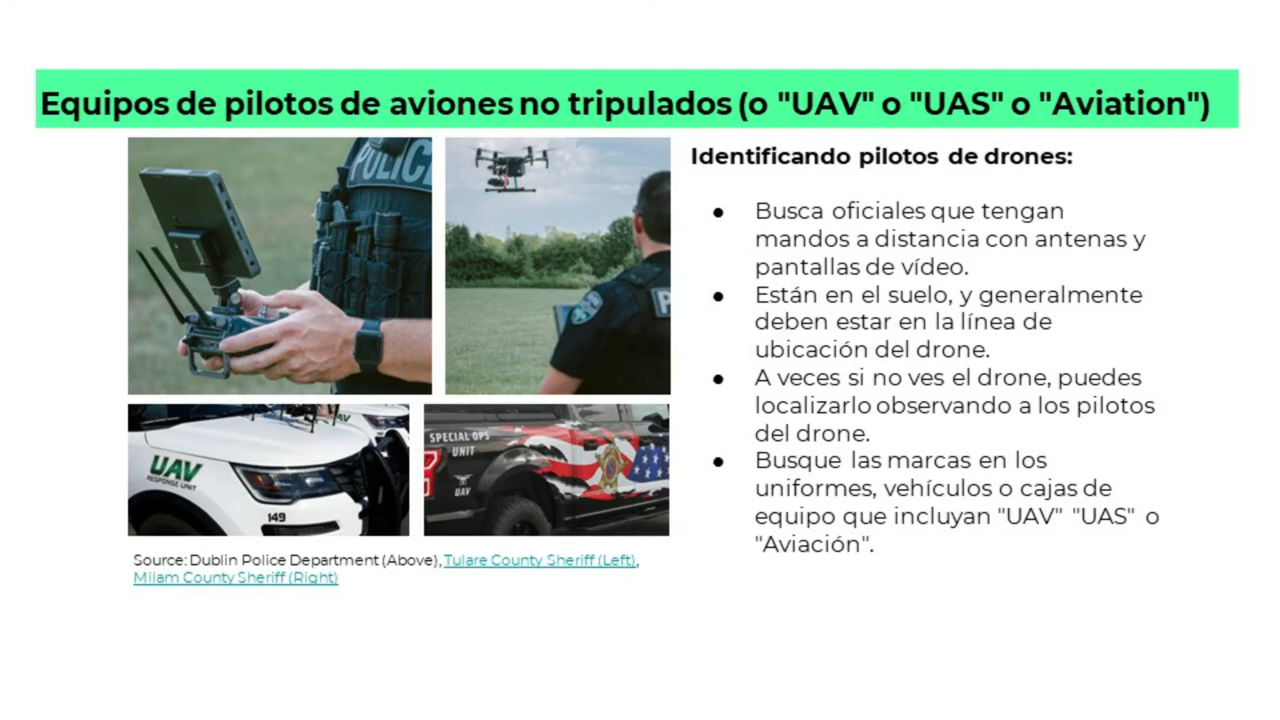 Equipos de pilotos de aviones no tripulados (o "UAV" o "UAS" o "Aviation")
POLICE
UAV
RESPONSE UNIT
149
SPECIAL OPS
UNIT
UAV
Source: Dublin Police Department (Above), Tulare County Sheriff (Left),
Milam County Sheriff (Right)
Identificando pilotos de drones:
● Busca oficiales que tengan
mandos a distancia con antenas y
pantallas de vídeo.
● Están en el suelo, y generalmente
deben estar en la línea de
ubicación del drone.
● A veces si no ves el drone, puedes
localizarlo observando a los pilotos
del drone.
● Busque las marcas en los
uniformes, vehículos o cajas de
equipo que incluyan "UAV" "UAS" o
"Aviación".